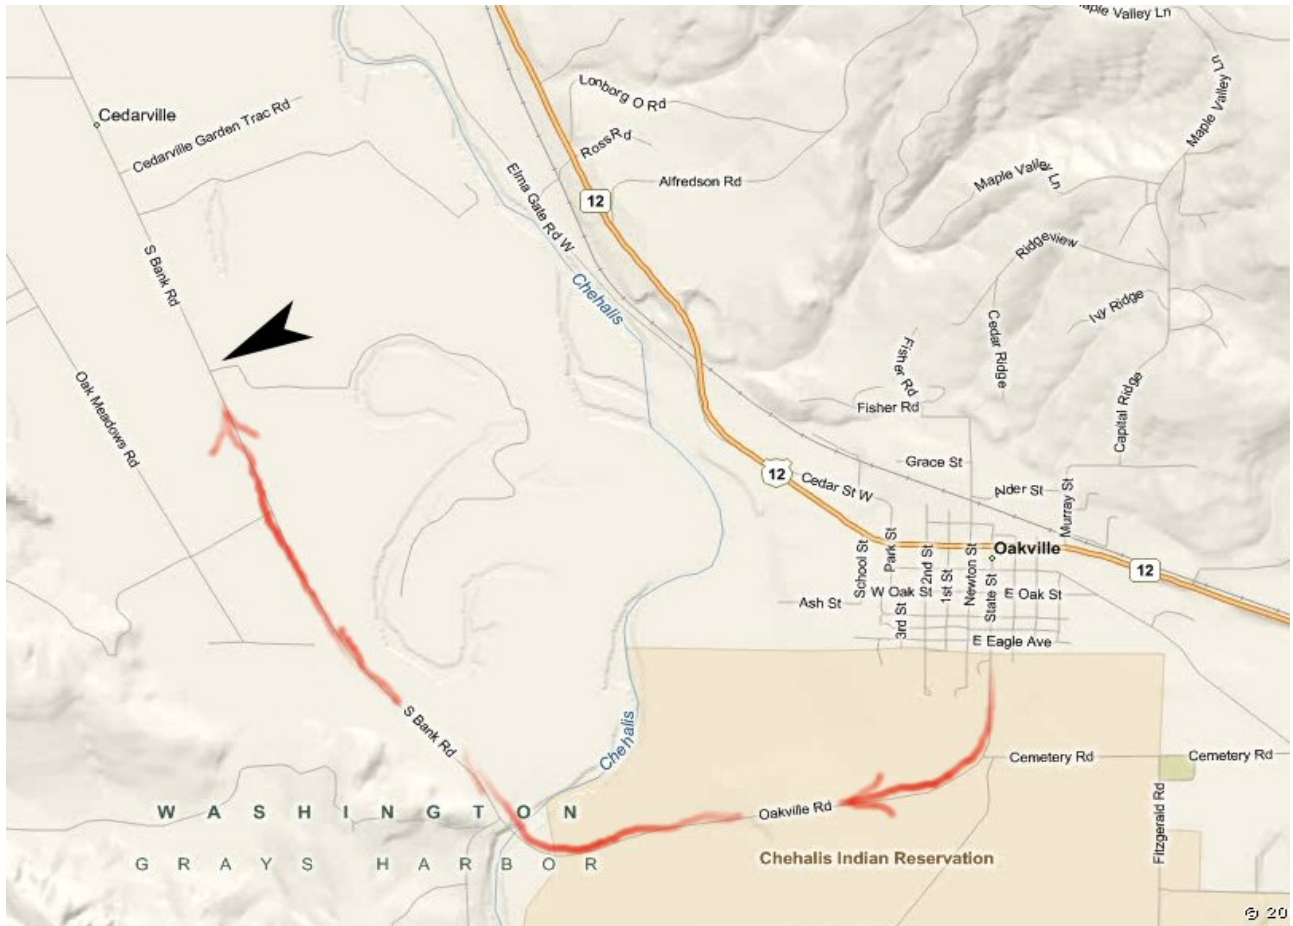 Maple Valley Ln
Lonborg O Rd
Cedarville
Cedarville Garden Trac Rd
Ross Rd
Maple Valley Ln
Elma Gate Rd W
Alfredson Rd
Maple Valley Ln
12
Ridgeview
S Bank Rd
Chehalis
Ivy Ridge
Cedar Ridge
Fisher Rd
Oak Meadows Rd
Capital Ridge
Fisher Rd
Grace St
12
Cedar St W
Alder St
Murray St
School St
Park St
2nd St
1st St
Newton St
State St
Oakville
12
Ash St
W Oak St
E Oak St
3rd St
E Eagle Ave
S Bank Rd
Chehalis
Cemetery Rd
Cemetery Rd
WASHINGTON
Oakville Rd
Fitzgerald Rd
GRAYS HARBOR
Chehalis Indian Reservation
© 20